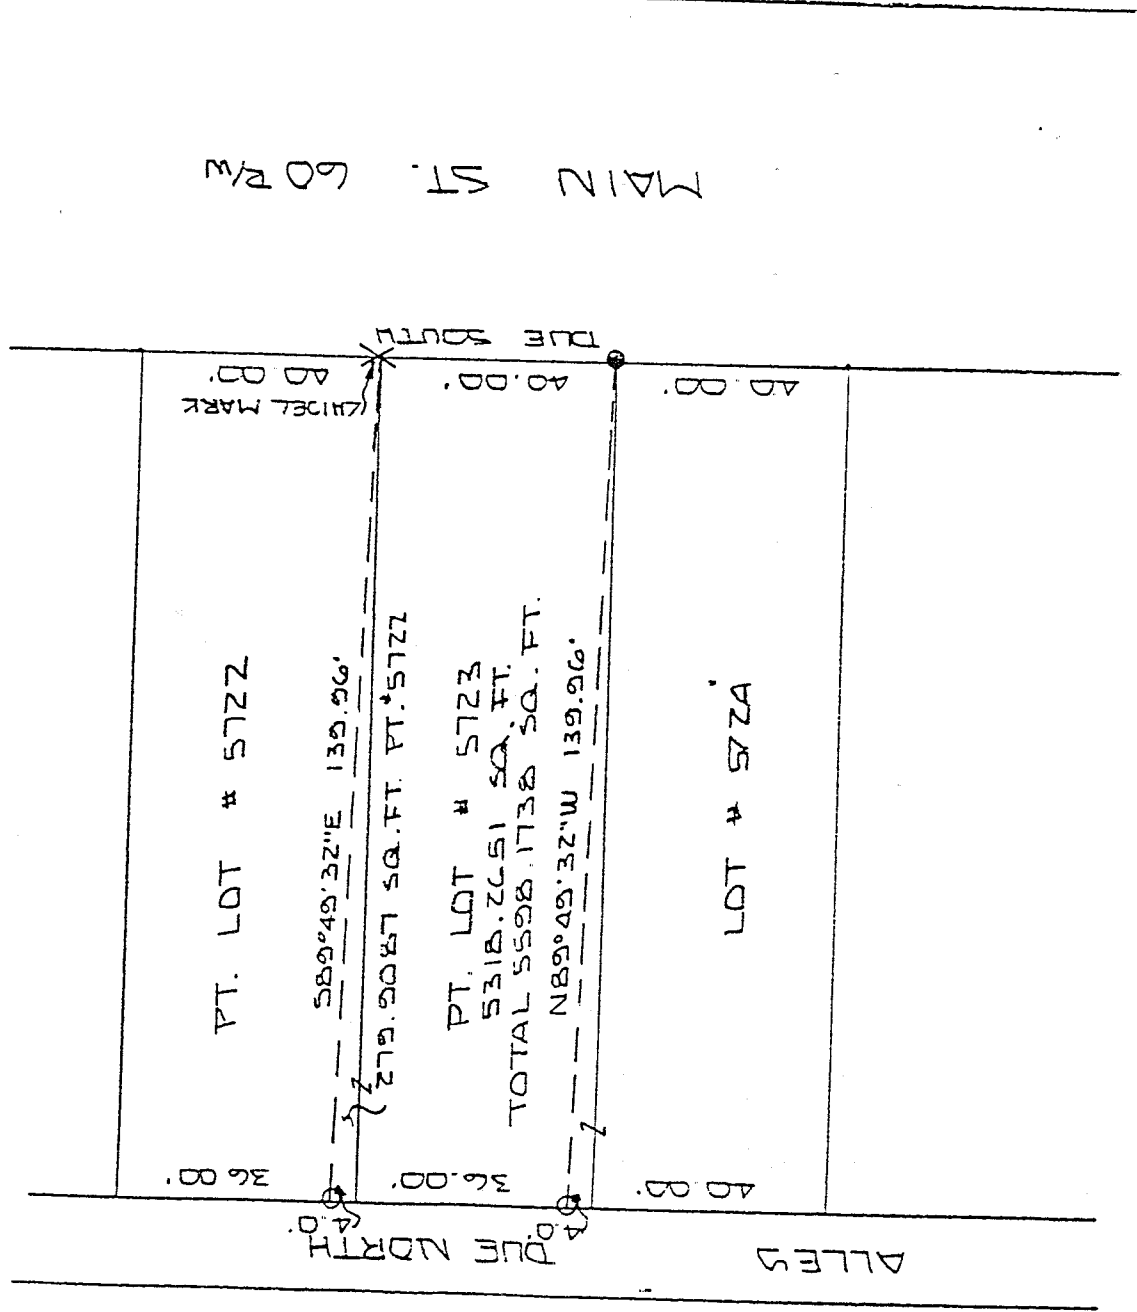 MAIN ST. 60 R/W
DUE SOUTH
40.00'
40.00'
40.00'
CHISEL MARK
PT. LOT # 5722
S89°49'32"E 139.96'
279.9087 SQ.FT. PT.#5722
PT. LOT # 5723
5318.2651 SQ. FT.
TOTAL 5598.1738 SQ. FT.
N89°49'32"W 139.96'
LOT # 5724
36.00'
36.00'
40.00'
4.0'
4.0'
DUE NORTH
ALLEY